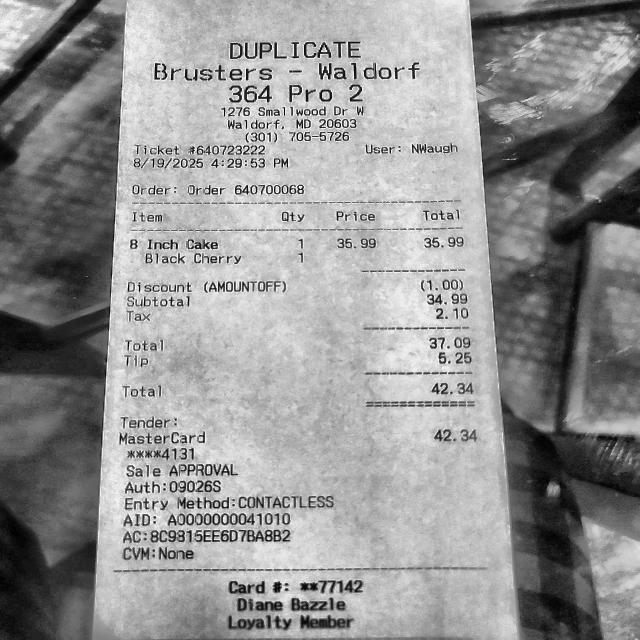 DUPLICATE
Brusters - Waldorf
364 Pro 2
1276 Smallwood Dr W
Waldorf, MD 20603
(301) 705-5726
Ticket #640723222 User: NWaugh
8/19/2025 4:29:53 PM
Order: Order 640700068
Item Qty Price Total
8 Inch Cake 1 35.99 35.99
Black Cherry 1
Discount (AMOUNTOFF) (1.00)
Subtotal 34.99
Tax 2.10
Total 37.09
Tip 5.25
Total 42.34
Tender:
MasterCard 42.34
****4131
Sale APPROVAL
Auth:09026S
Entry Method:CONTACTLESS
AID: A0000000041010
AC:8C9815EE6D7BA8B2
CVM:None
Card #: **77142
Diane Bazzle
Loyalty Member